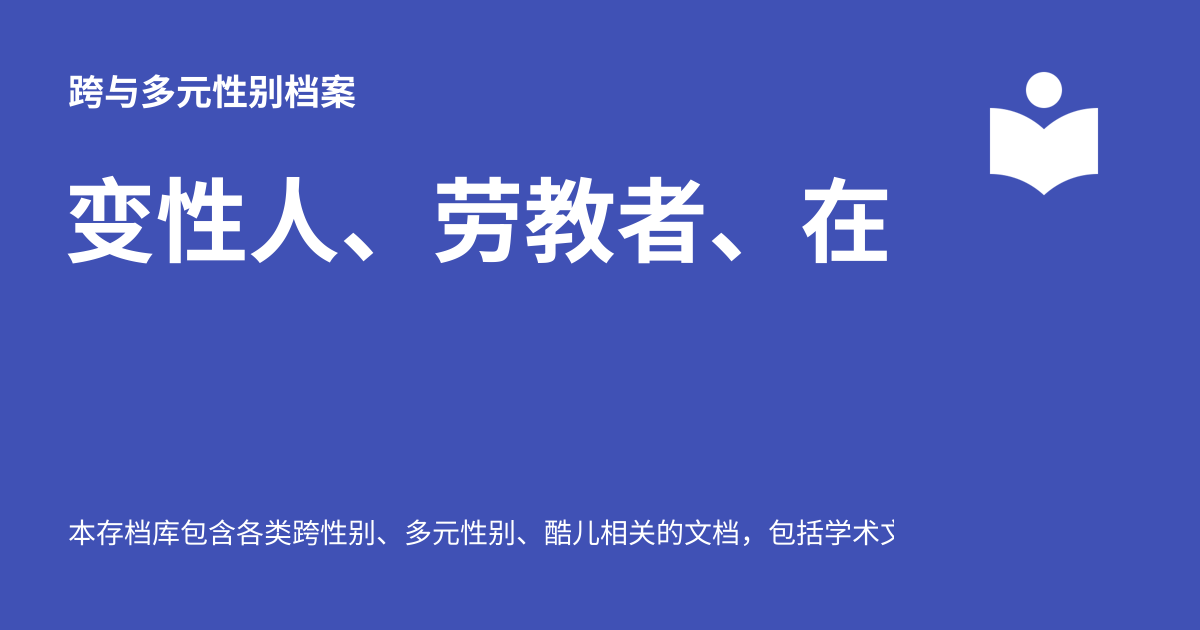 跨与多元性别档案
变性人、劳教者、在
本存档库包含各类跨性别、多元性别、酷儿相关的文档，包括学术